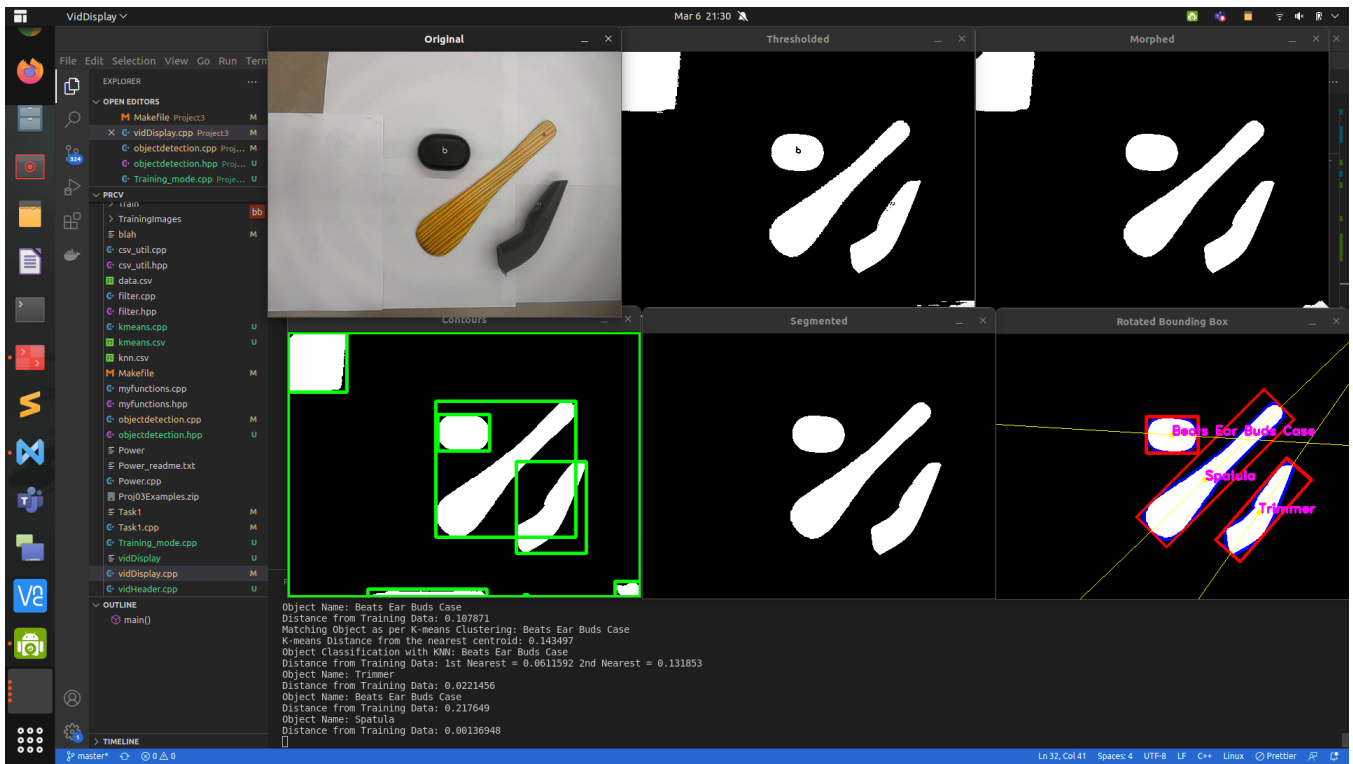 VidDisplay
Mar 6 21:30
Original
Thresholded
Morphed
File Edit Selection View Go Run Term
EXPLORER
OPEN EDITORS
Makefile Project3 M
vidDisplay.cpp Project3 M
objectdetection.cpp Proj... M
objectdetection.hpp Proj... U
Training_mode.cpp Proje... U
324
PRCV
Train
TrainingImages
bb
blah M
csv_util.cpp
csv_util.hpp
data.csv
filter.cpp
filter.hpp
kmeans.cpp U
kmeans.csv U
knn.csv
Makefile M
myfunctions.cpp
myfunctions.hpp
objectdetection.cpp M
objectdetection.hpp U
Power
Power_readme.txt
Power.cpp
Proj03Examples.zip
Task1 M
Task1.cpp M
Training_mode.cpp U
vidDisplay U
vidDisplay.cpp M
vidHeader.cpp U
OUTLINE
main()
TIMELINE
b
b
Contours
Segmented
Rotated Bounding Box
Beats Ear Buds Case
Spatula
Trimmer
Object Name: Beats Ear Buds Case
Distance from Training Data: 0.107871
Matching Object as per K-means Clustering: Beats Ear Buds Case
K-means Distance from the nearest centroid: 0.143497
Object Classification with KNN: Beats Ear Buds Case
Distance from Training Data: 1st Nearest = 0.0611592 2nd Nearest = 0.131853
Object Name: Trimmer
Distance from Training Data: 0.0221456
Object Name: Beats Ear Buds Case
Distance from Training Data: 0.217649
Object Name: Spatula
Distance from Training Data: 0.00136948
master* 0 0
Ln 32, Col 41 Spaces: 4 UTF-8 LF C++ Linux Prettier